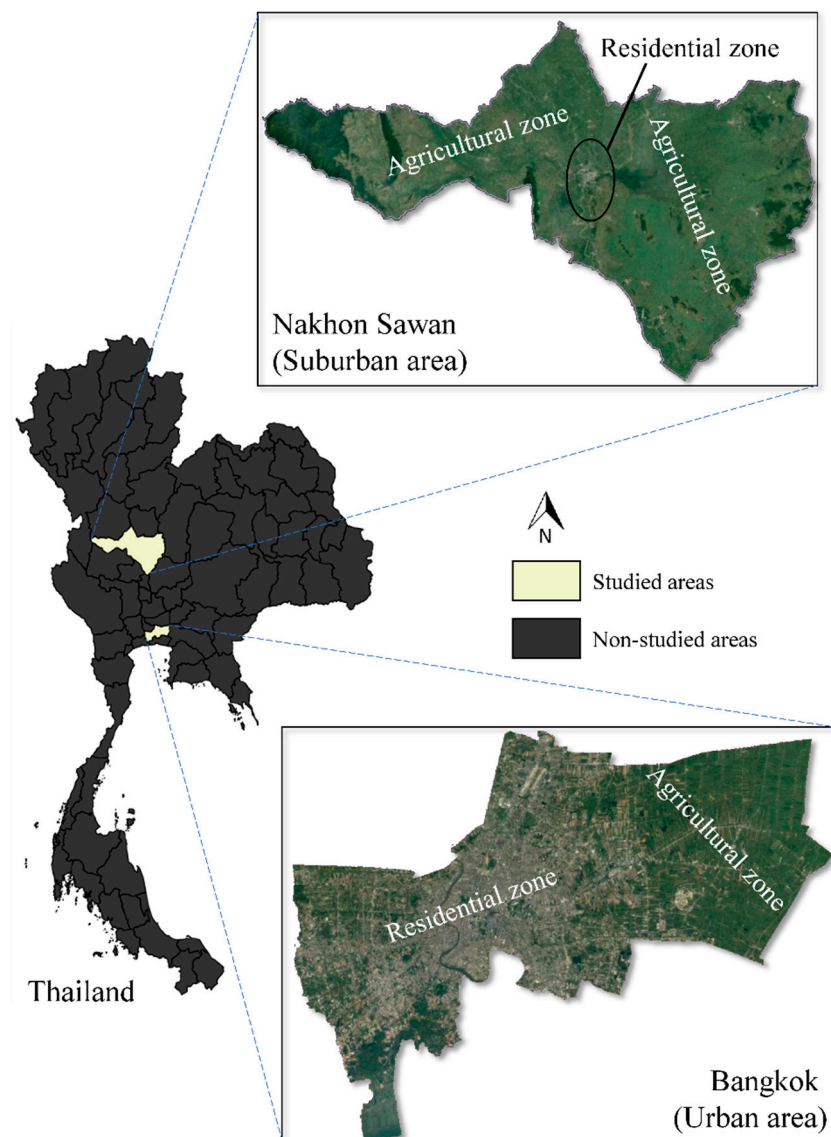 Residential zone
Agricultural zone
Agricultural zone
Nakhon Sawan
(Suburban area)
N
Studied areas
Non-studied areas
Thailand
Agricultural zone
Residential zone
Bangkok
(Urban area)